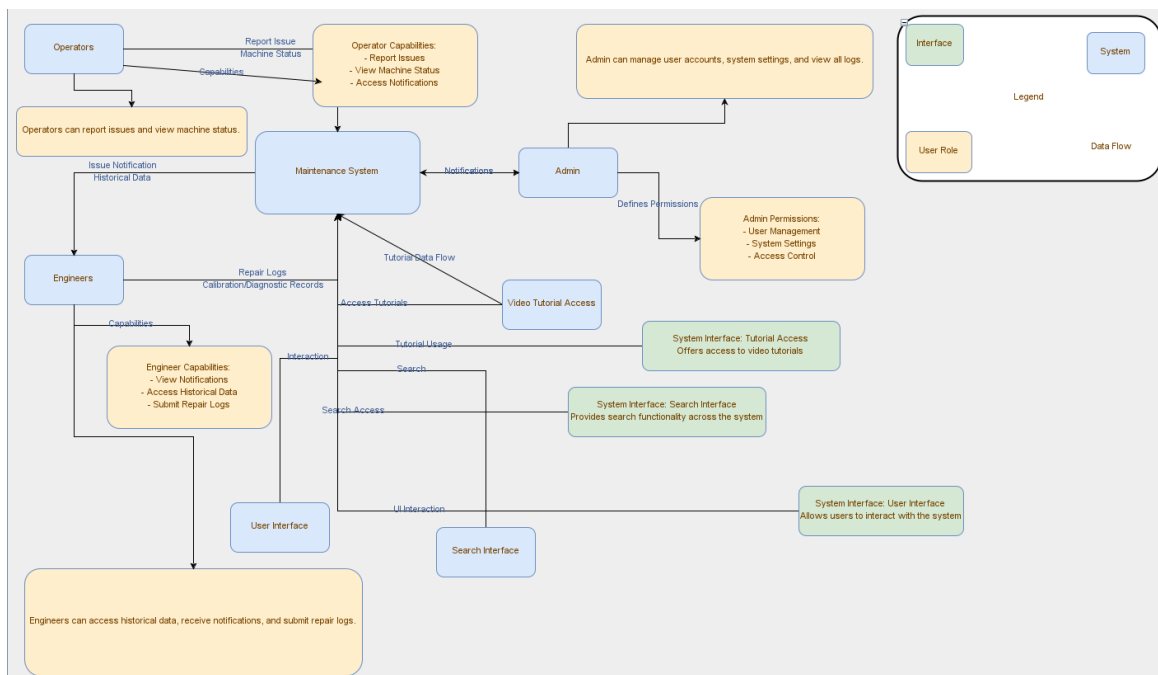 Operators
Report Issue
Machine Status
Capabilities
Operator Capabilities:
- Report Issues
- View Machine Status
- Access Notifications
Admin can manage user accounts, system settings, and view all logs.
Interface
System
Legend
User Role
Data Flow
Operators can report issues and view machine status.
Issue Notification
Historical Data
Maintenance System
Notifications
Admin
Defines Permissions
Admin Permissions:
- User Management
- System Settings
- Access Control
Tutorial Data Flow
Engineers
Repair Logs
Calibration/Diagnostic Records
Access Tutorials
Video Tutorial Access
Capabilities
Tutorial Usage
System Interface: Tutorial Access
Offers access to video tutorials
Interaction
Engineer Capabilities:
- View Notifications
- Access Historical Data
- Submit Repair Logs
Search
Search Access
System Interface: Search Interface
Provides search functionality across the system
User Interface
UI Interaction
System Interface: User Interface
Allows users to interact with the system
Search Interface
Engineers can access historical data, receive notifications, and submit repair logs.